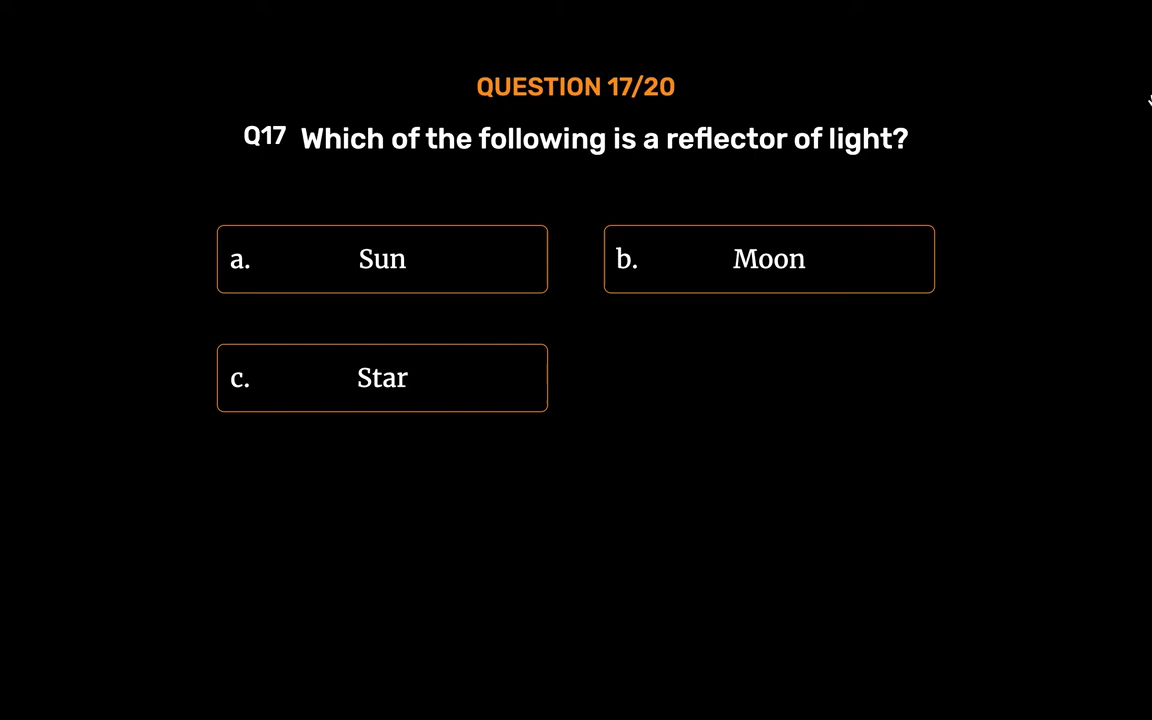 QUESTION 17/20
Q17 Which of the following is a reflector of light?
a. Sun
b. Moon
c. Star